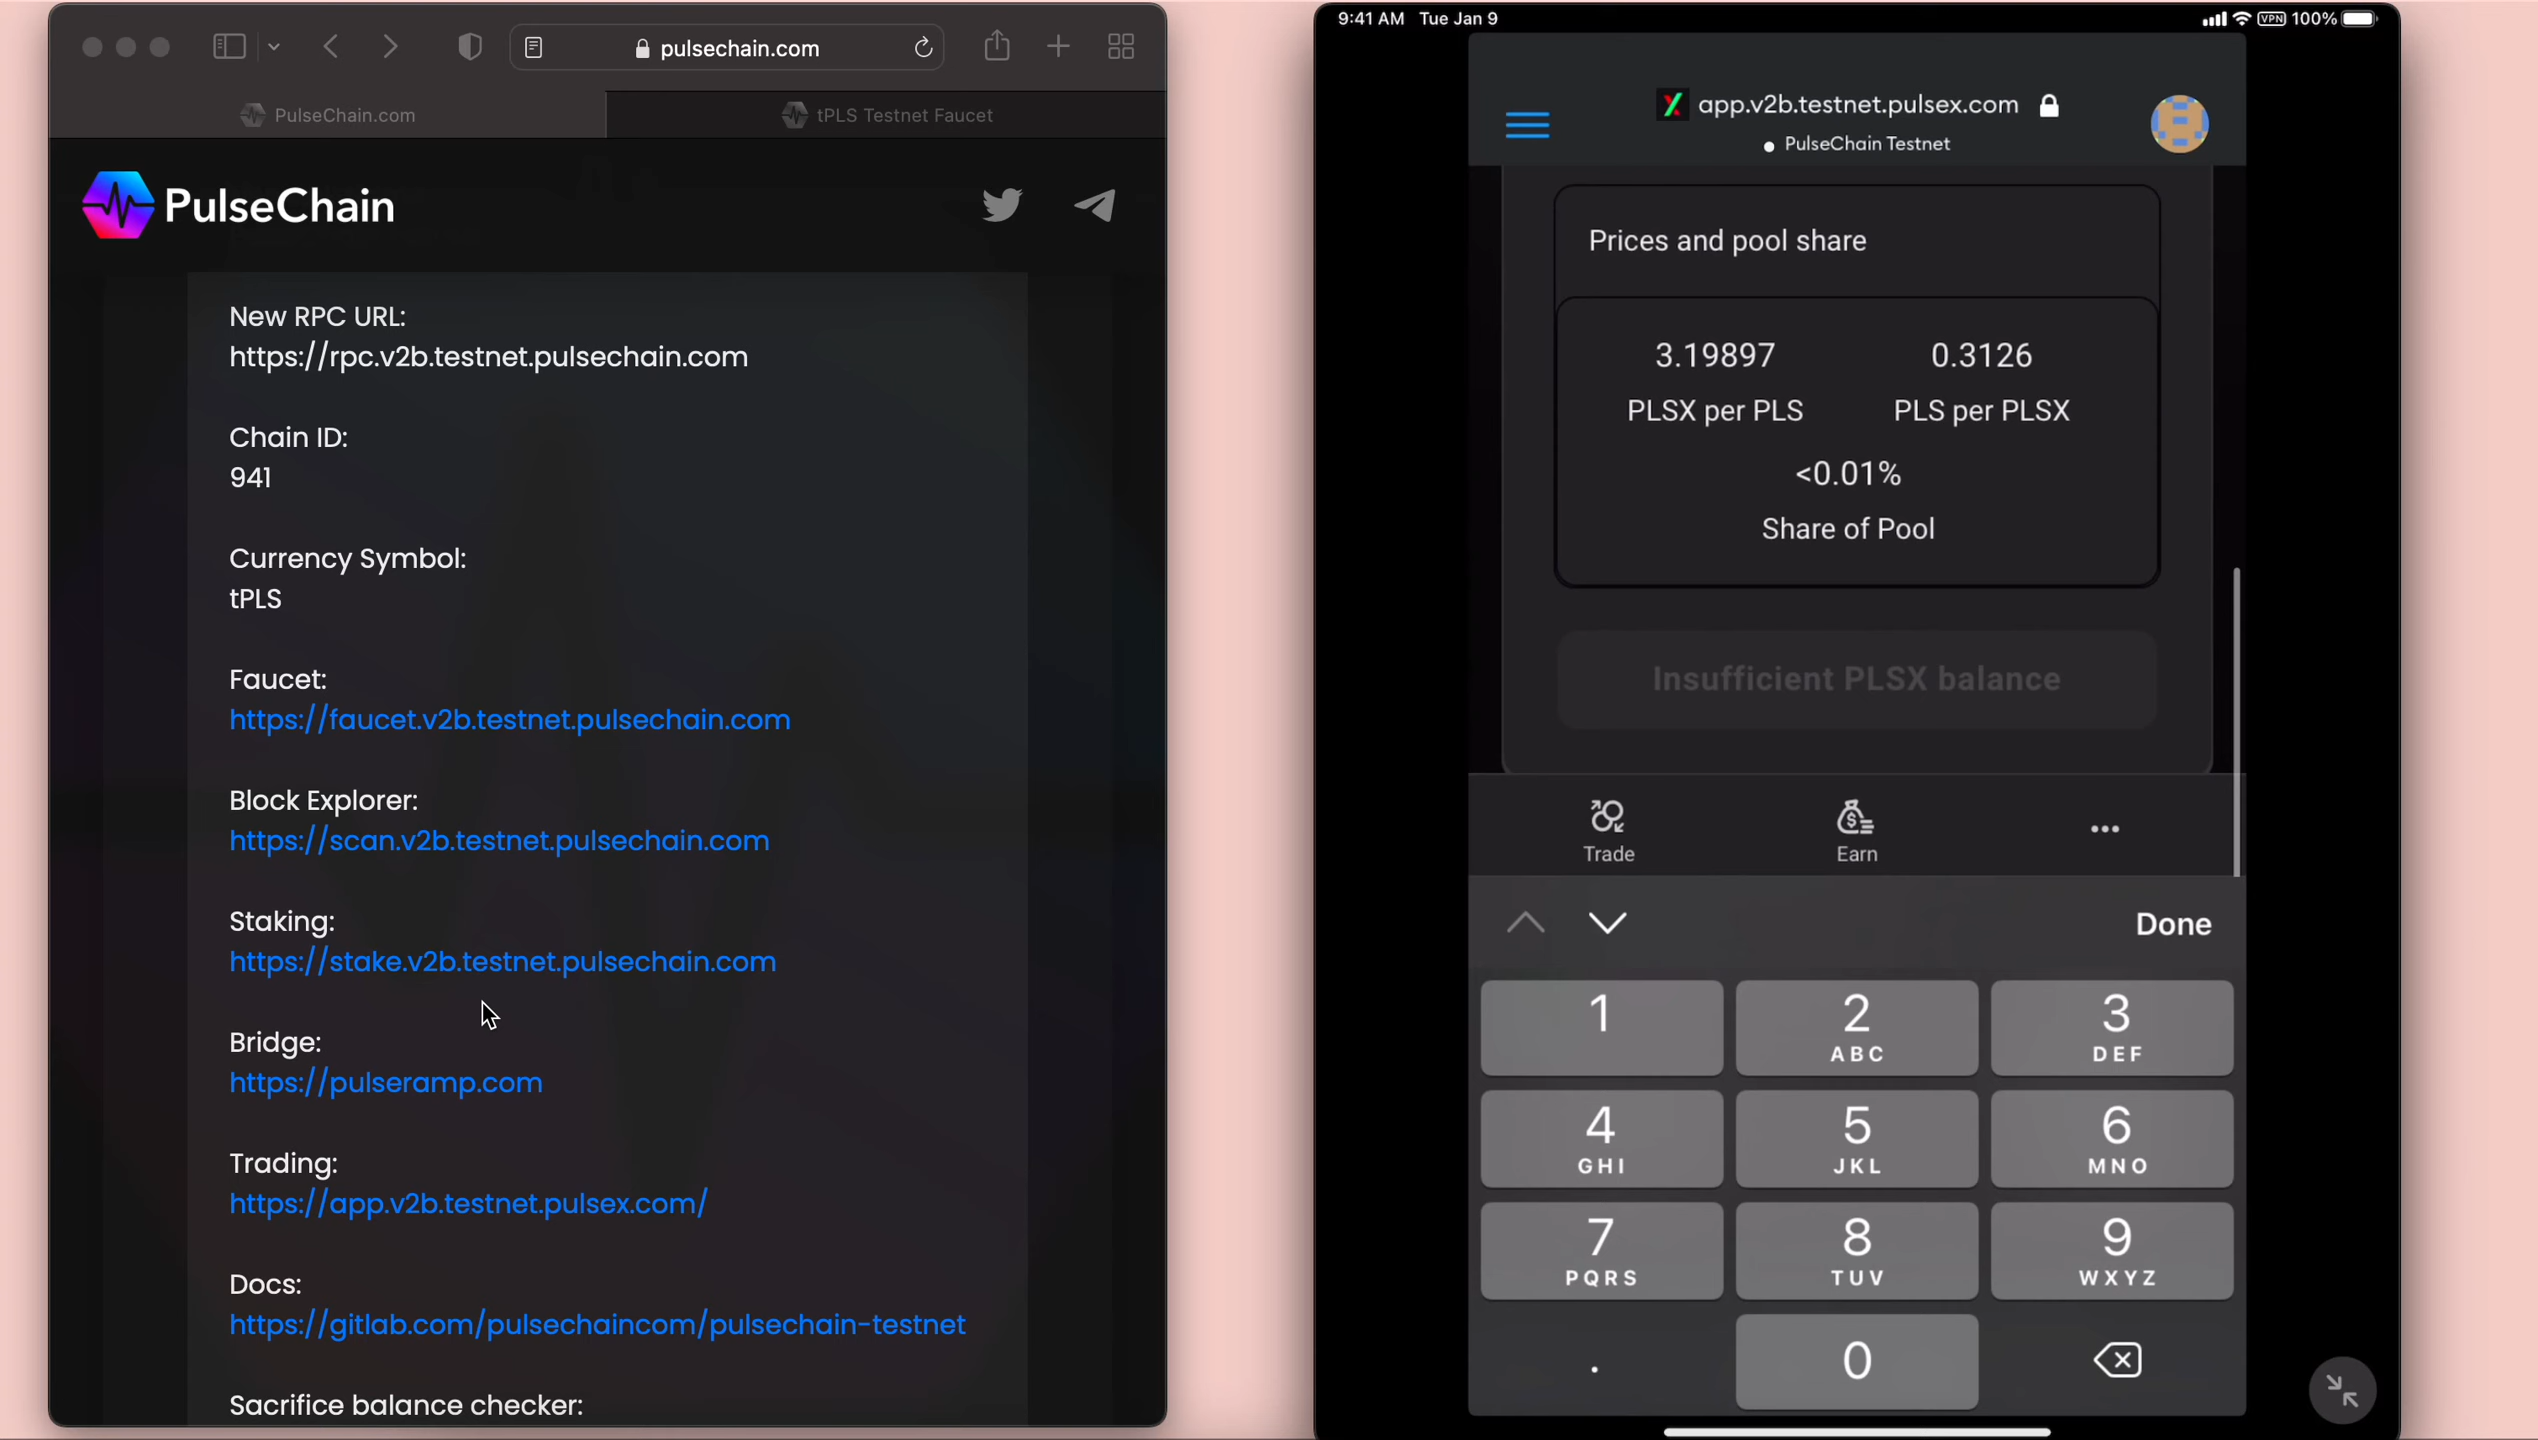 pulsechain.com
PulseChain.com
tPLS Testnet Faucet
PulseChain
New RPC URL:
https://rpc.v2b.testnet.pulsechain.com
Chain ID:
941
Currency Symbol:
tPLS
Faucet:
https://faucet.v2b.testnet.pulsechain.com
Block Explorer:
https://scan.v2b.testnet.pulsechain.com
Staking:
https://stake.v2b.testnet.pulsechain.com
Bridge:
https://pulseramp.com
Trading:
https://app.v2b.testnet.pulsex.com/
Docs:
https://gitlab.com/pulsechaincom/pulsechain-testnet
Sacrifice balance checker:
9:41 AM Tue Jan 9
VPN 100%
app.v2b.testnet.pulsex.com
PulseChain Testnet
Prices and pool share
3.19897 0.3126
PLSX per PLS PLS per PLSX
<0.01%
Share of Pool
Insufficient PLSX balance
Trade Earn ...
Done
1 2 3
ABC DEF
4 5 6
GHI JKL MNO
7 8 9
PQRS TUV WXYZ
. 0